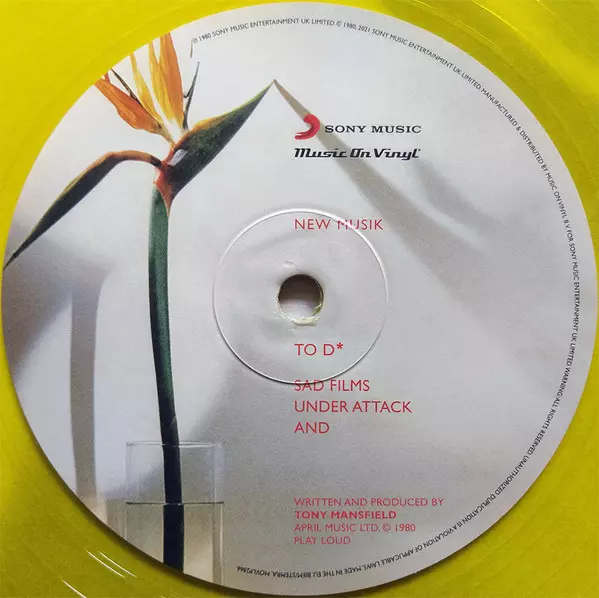 ℗ 1980 SONY MUSIC ENTERTAINMENT UK LIMITED © 1980, 2021 SONY MUSIC ENTERTAINMENT UK LIMITED. MANUFACTURED & DISTRIBUTED BY MUSIC ON VINYL B.V. FOR SONY MUSIC ENTERTAINMENT UK LIMITED. WARNING: ALL RIGHTS RESERVED. UNAUTHORIZED DUPLICATION IS A VIOLATION OF APPLICABLE LAWS. MADE IN THE EU. BIEM/STEMRA. MOVLP2866
SONY MUSIC
Music On Vinyl®
NEW MUSIK
TO D*
SAD FILMS
UNDER ATTACK
AND
WRITTEN AND PRODUCED BY
TONY MANSFIELD
APRIL MUSIC LTD, © 1980
PLAY LOUD